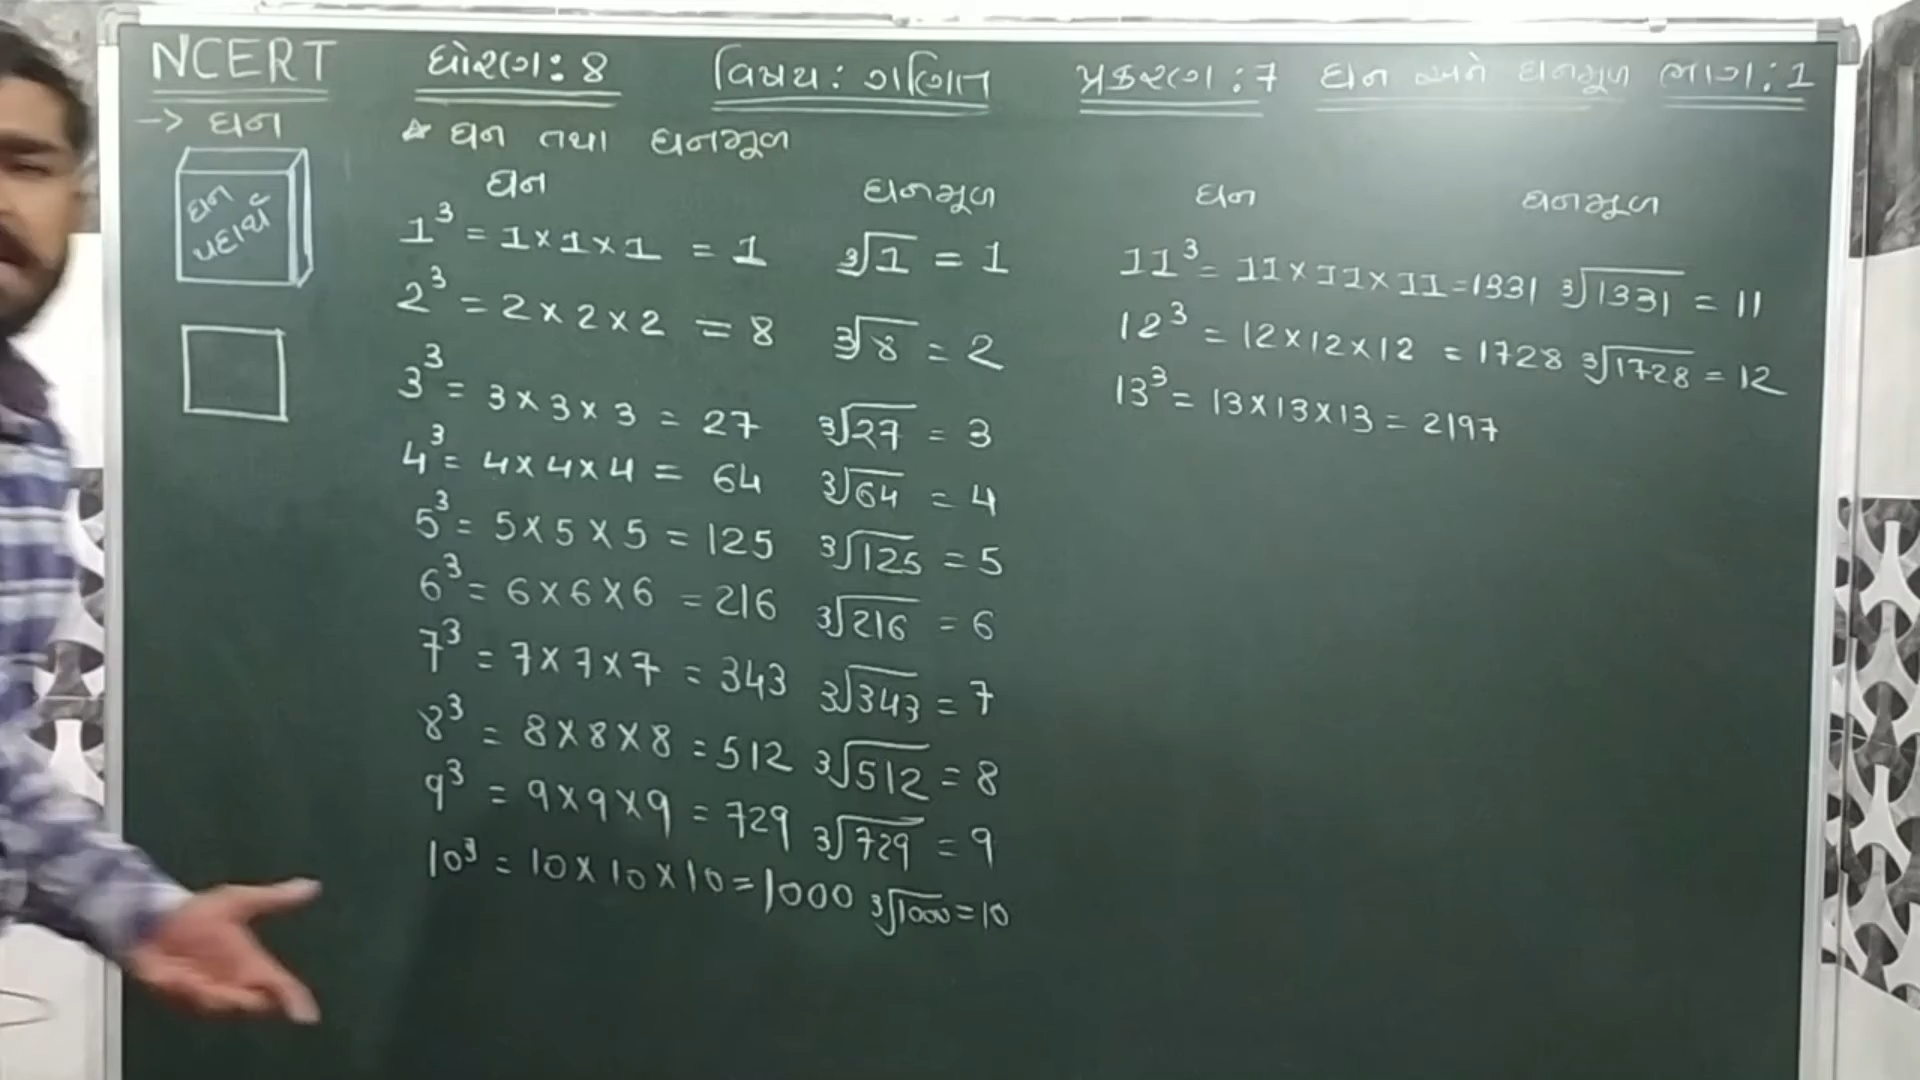 NCERT ધોરણ: 8 વિષય: ગણિત પ્રકરણ: 7 ઘન અને ઘનમૂળ ભાગ: 1
→ ઘન
ઘન
પદાર્થ
* ઘન તથા ઘનમૂળ
ઘન ઘનમૂળ
1³ = 1×1×1 = 1 ∛1 = 1
2³ = 2×2×2 = 8 ∛8 = 2
3³ = 3×3×3 = 27 ∛27 = 3
4³ = 4×4×4 = 64 ∛64 = 4
5³ = 5×5×5 = 125 ∛125 = 5
6³ = 6×6×6 = 216 ∛216 = 6
7³ = 7×7×7 = 343 ∛343 = 7
8³ = 8×8×8 = 512 ∛512 = 8
9³ = 9×9×9 = 729 ∛729 = 9
10³ = 10×10×10 = 1000 ∛1000 = 10
ઘન ઘનમૂળ
11³ = 11×11×11 = 1331 ∛1331 = 11
12³ = 12×12×12 = 1728 ∛1728 = 12
13³ = 13×13×13 = 2197